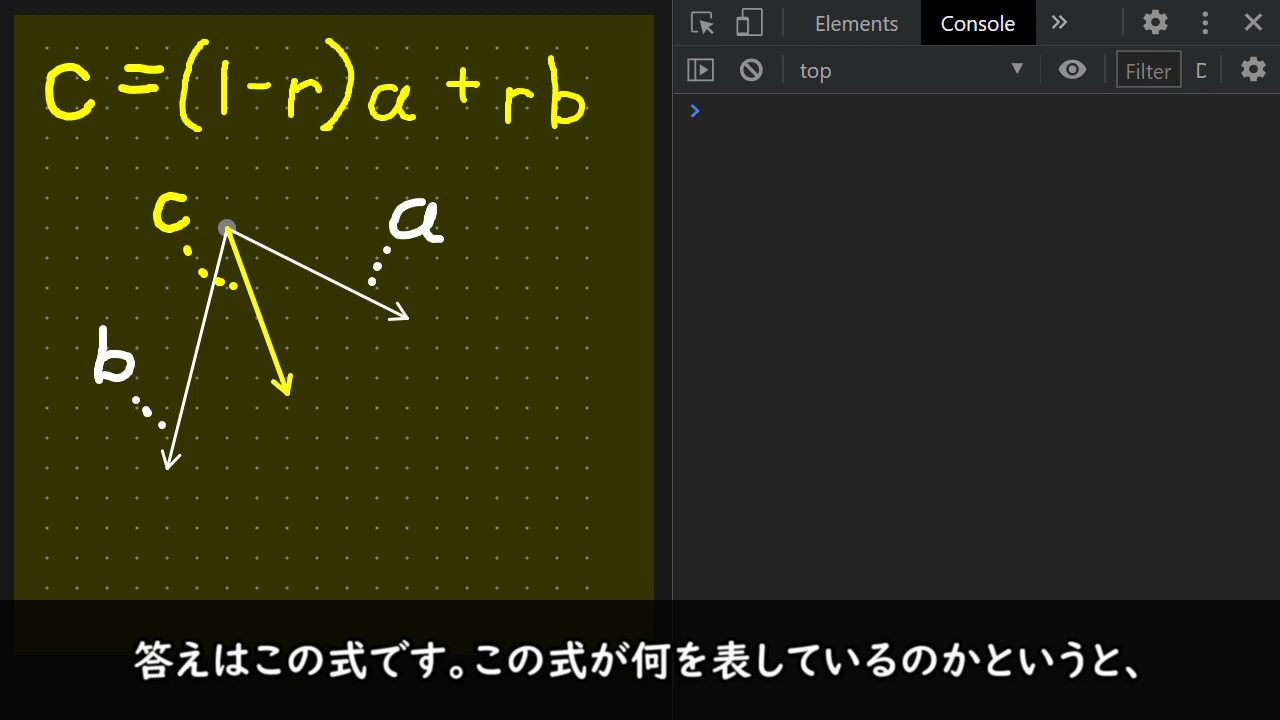 C=(1-r)a+rb
c
a
b
Elements Console »
top Filter D
›
答えはこの式です。この式が何を表しているのかというと、